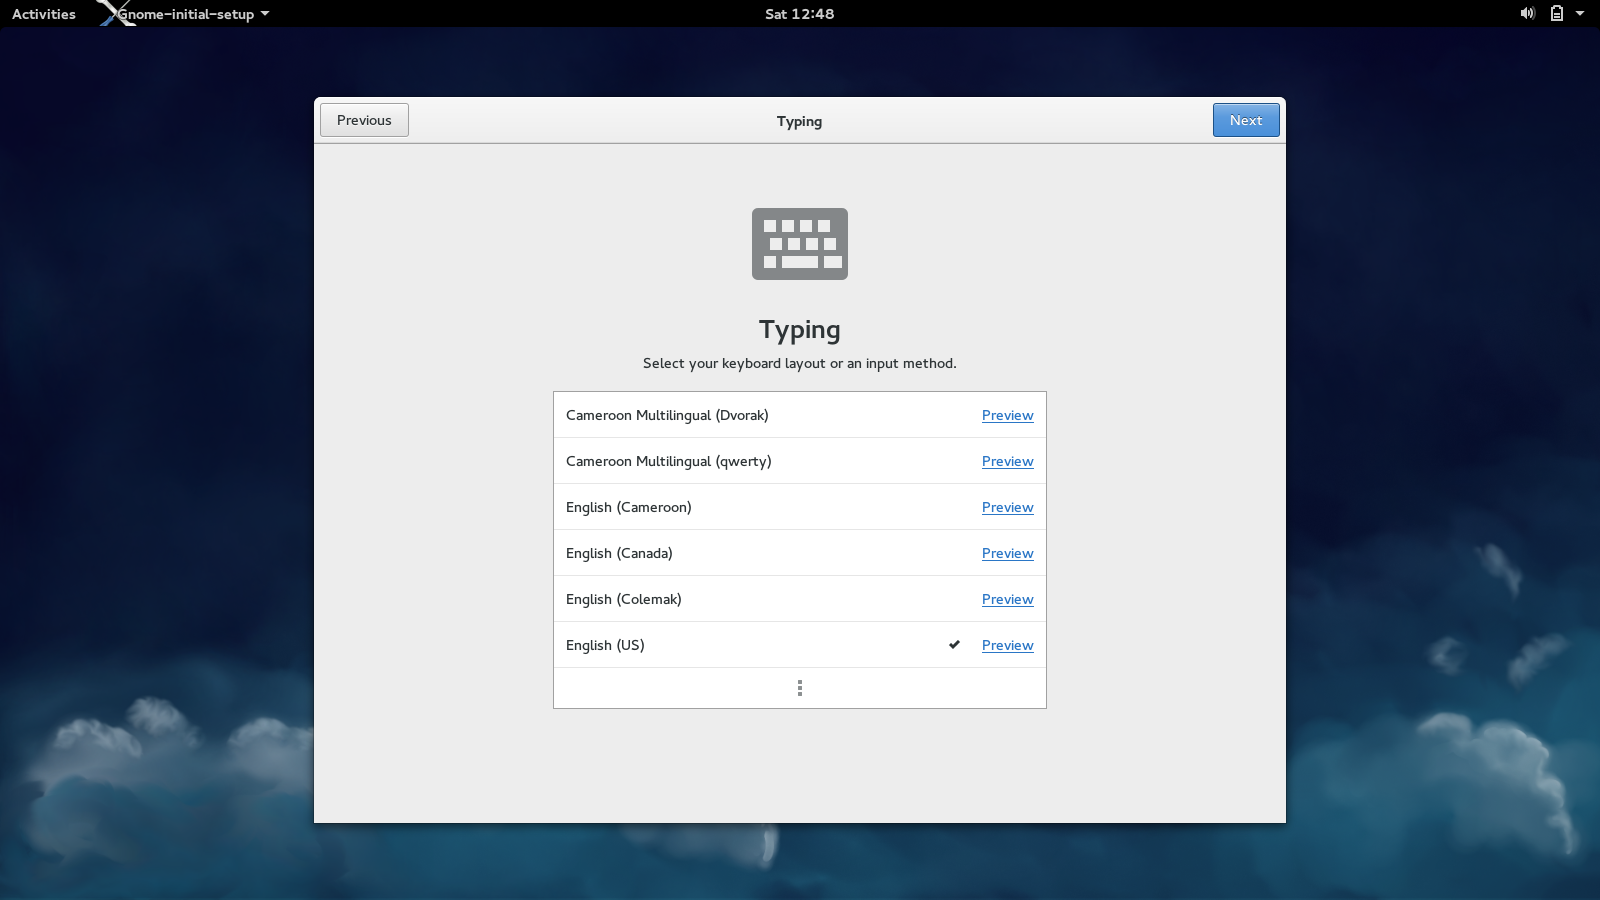 Activities Gnome-initial-setup Sat 12:48
Previous Typing Next
Typing
Select your keyboard layout or an input method.
Cameroon Multilingual (Dvorak) Preview
Cameroon Multilingual (qwerty) Preview
English (Cameroon) Preview
English (Canada) Preview
English (Colemak) Preview
English (US) Preview